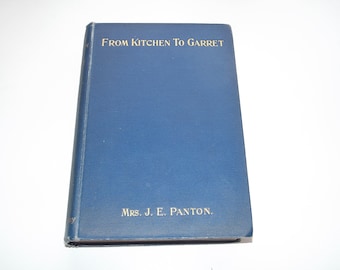 From Kitchen To Garret
Mrs. J. E. Panton.